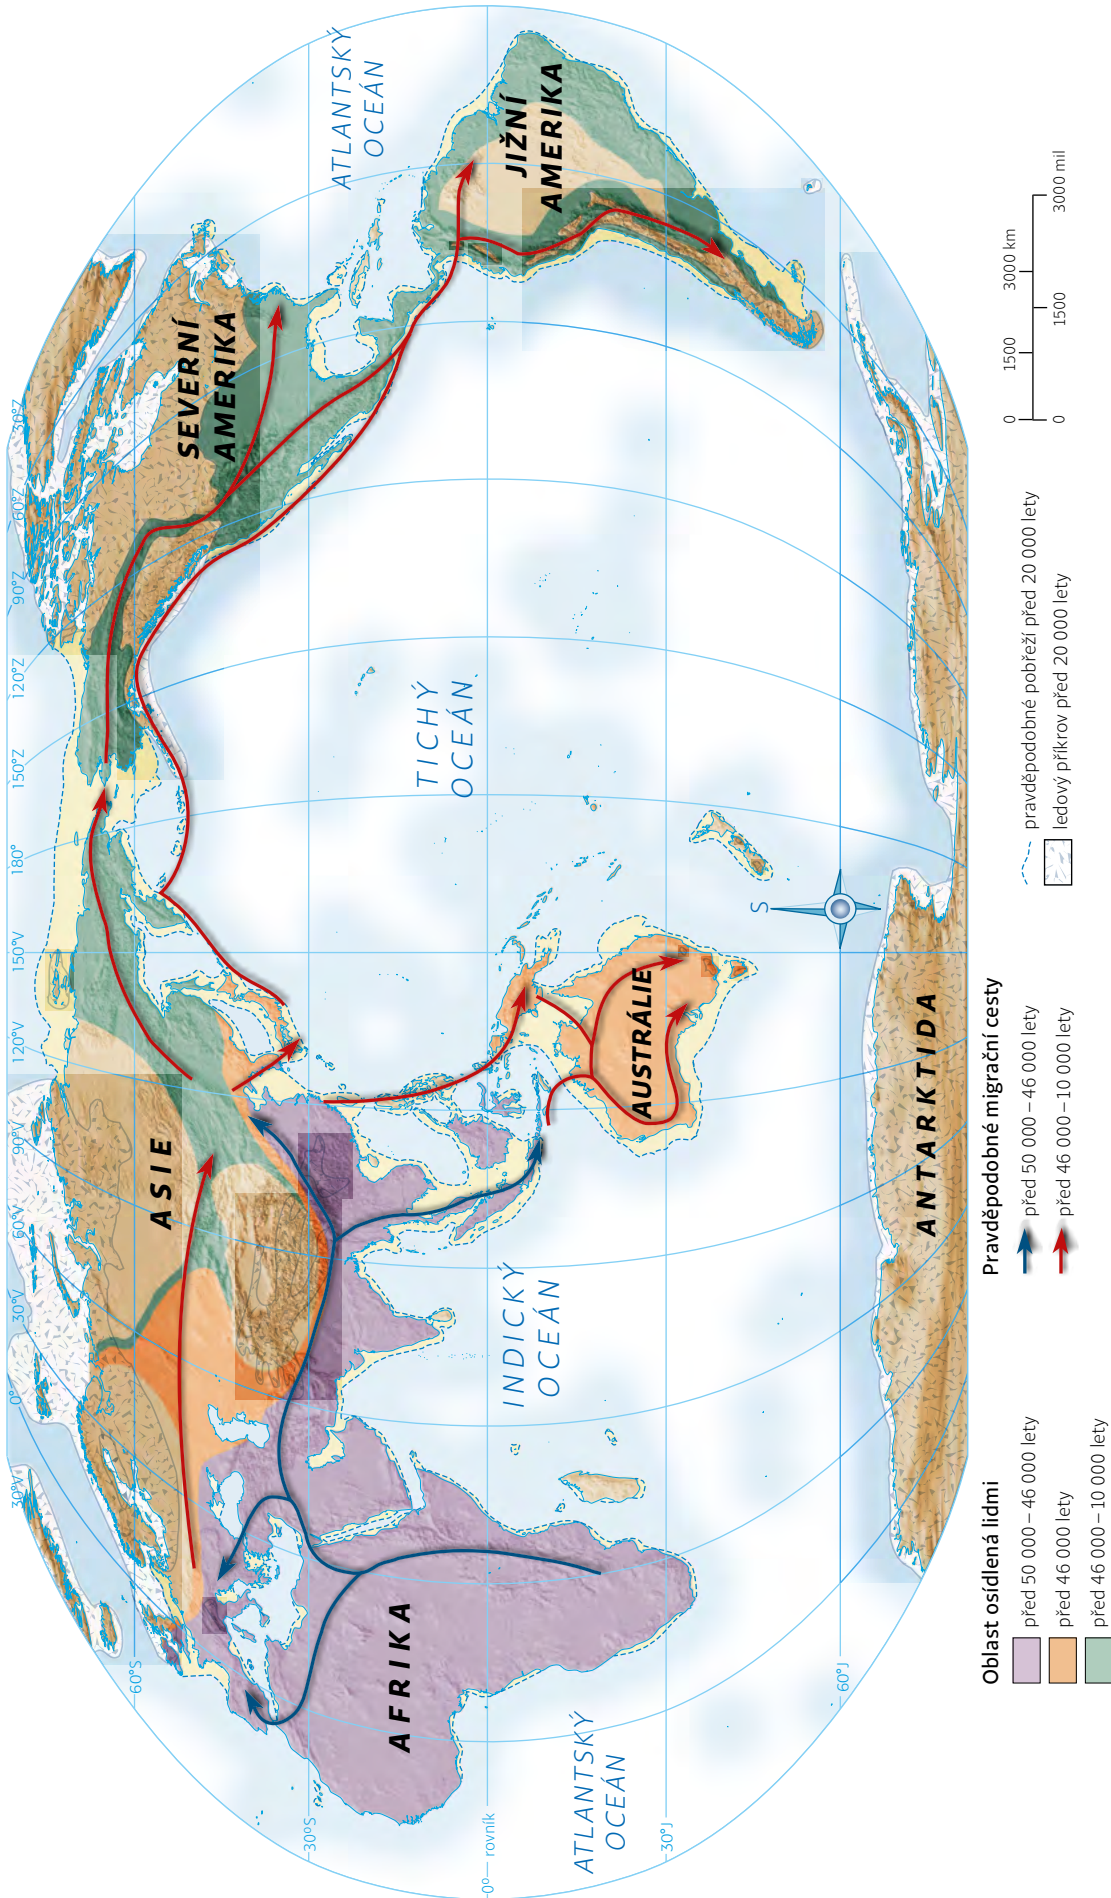 30°V
0°
30°V
60°V
90°V
120°V
150°V
180°
150°Z
120°Z
90°Z
60°Z
30°Z
60°S
30°S
0°
rovník
30°J
60°J
ATLANTSKÝ
OCEÁN
AFRIKA
ASIE
INDICKÝ
OCEÁN
AUSTRÁLIE
TICHÝ
OCEÁN
SEVERNÍ
AMERIKA
ATLANTSKÝ
OCEÁN
JIŽNÍ
AMERIKA
ANTARKTIDA
S
Oblast osídlená lidmi
před 50 000 – 46 000 lety
před 46 000 lety
před 46 000 – 10 000 lety
Pravděpodobné migrační cesty
před 50 000 – 46 000 lety
před 46 000 – 10 000 lety
pravděpodobné pobřeží před 20 000 lety
ledový příkrov před 20 000 lety
0
1500
3000 km
0
1500
3000 mil